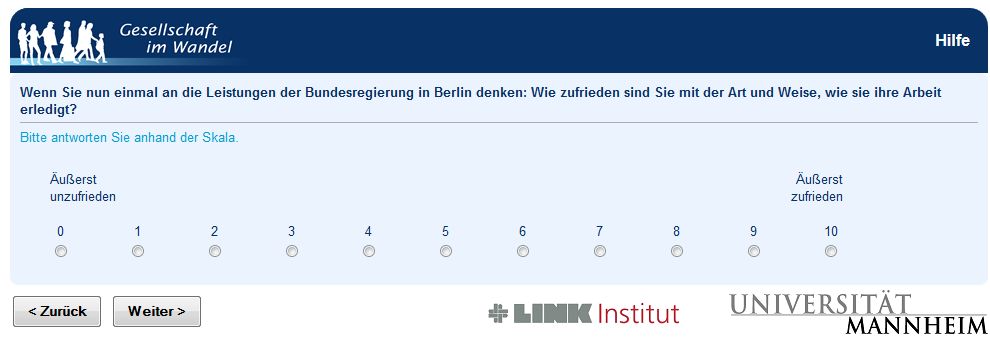 Gesellschaft
im Wandel
Hilfe
Wenn Sie nun einmal an die Leistungen der Bundesregierung in Berlin denken: Wie zufrieden sind Sie mit der Art und Weise, wie sie ihre Arbeit
erledigt?
Bitte antworten Sie anhand der Skala.
Äußerst
unzufrieden
Äußerst
zufrieden
0 1 2 3 4 5 6 7 8 9 10
< Zurück Weiter >
LINK Institut
UNIVERSITÄT
MANNHEIM